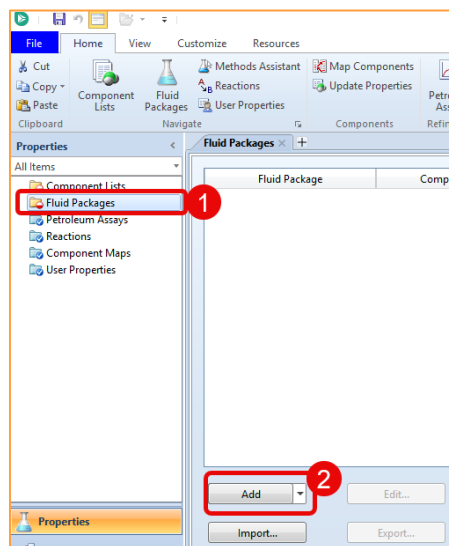 File Home View Customize Resources
Cut
Copy
Paste
Clipboard
Component Lists
Fluid Packages
Methods Assistant
Reactions
User Properties
Navigate
Map Components
Update Properties
Components
Properties <
Fluid Packages × +
All Items
Fluid Package
Component Lists
Fluid Packages
1
Petroleum Assays
Reactions
Component Maps
User Properties
2
Add
Edit...
Properties
Import...
Export...